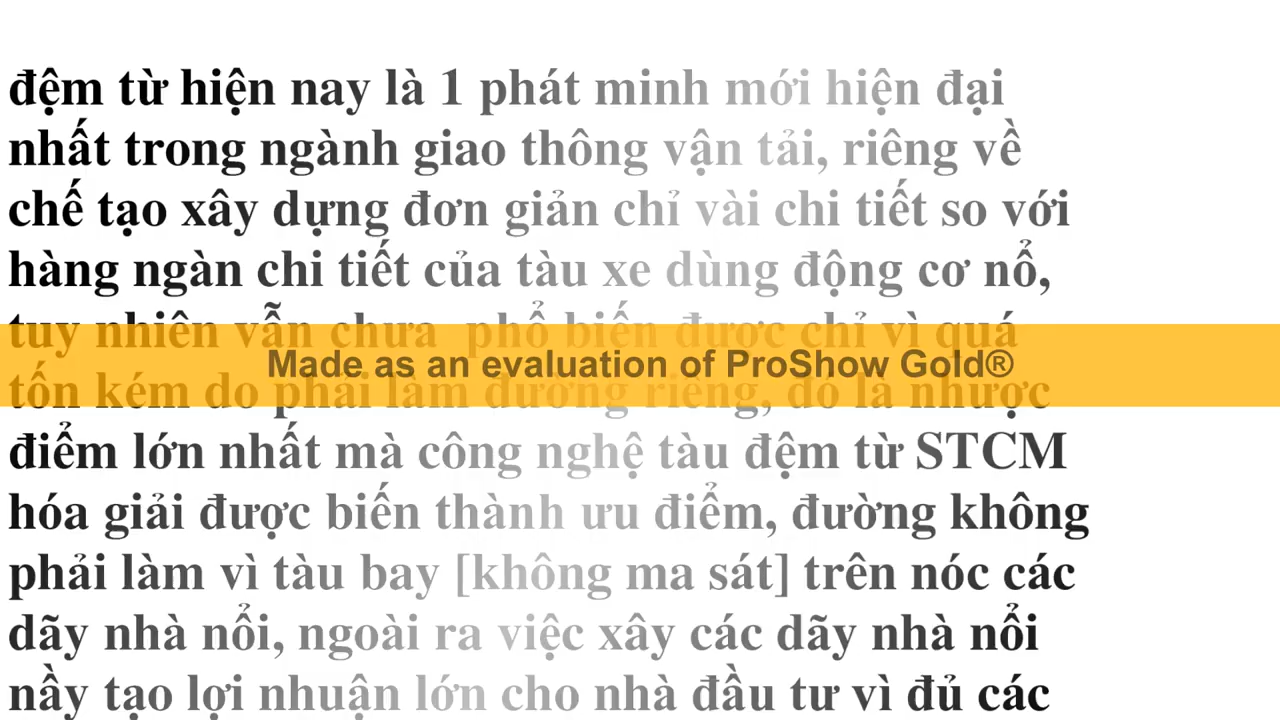 đệm từ hiện nay là 1 phát minh mới hiện đại
nhất trong ngành giao thông vận tải, riêng về
chế tạo xây dựng đơn giản chỉ vài chi tiết so với
hàng ngàn chi tiết của tàu xe dùng động cơ nổ,
tuy nhiên vẫn chưa phổ biến được chỉ vì quá
Made as an evaluation of ProShow Gold®
tốn kém do phải làm đường riêng, đó là nhược
điểm lớn nhất mà công nghệ tàu đệm từ STCM
hóa giải được biến thành ưu điểm, đường không
phải làm vì tàu bay [không ma sát] trên nóc các
dãy nhà nổi, ngoài ra việc xây các dãy nhà nổi
nầy tạo lợi nhuận lớn cho nhà đầu tư vì đủ các